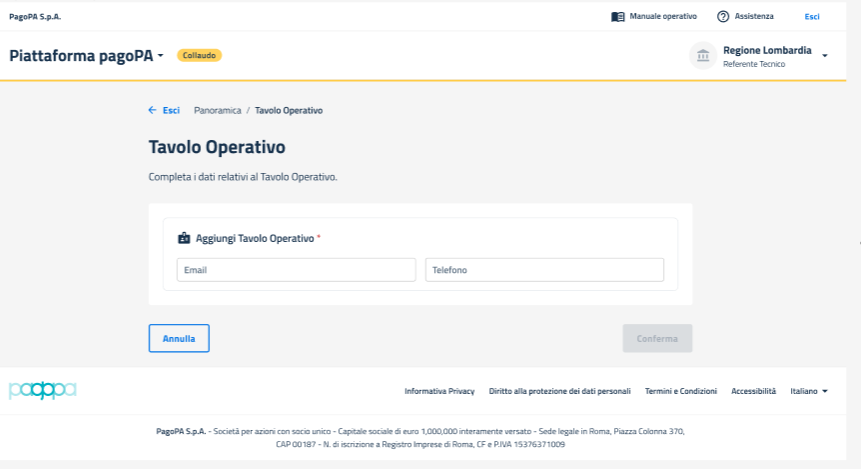 PagoPA S.p.A.
Manuale operativo
Assistenza
Esci
Piattaforma pagoPA
Collaudo
Regione Lombardia
Referente Tecnico
Esci
Panoramica / Tavolo Operativo
Tavolo Operativo
Completa i dati relativi al Tavolo Operativo.
Aggiungi Tavolo Operativo *
Email
Telefono
Annulla
Conferma
pagopa
Informativa Privacy
Diritto alla protezione dei dati personali
Termini e Condizioni
Accessibilità
Italiano
PagoPA S.p.A. - Società per azioni con socio unico - Capitale sociale di euro 1,000,000 interamente versato - Sede legale in Roma, Piazza Colonna 370,
CAP 00187 - N. di iscrizione a Registro Imprese di Roma, CF e P.IVA 15376371009